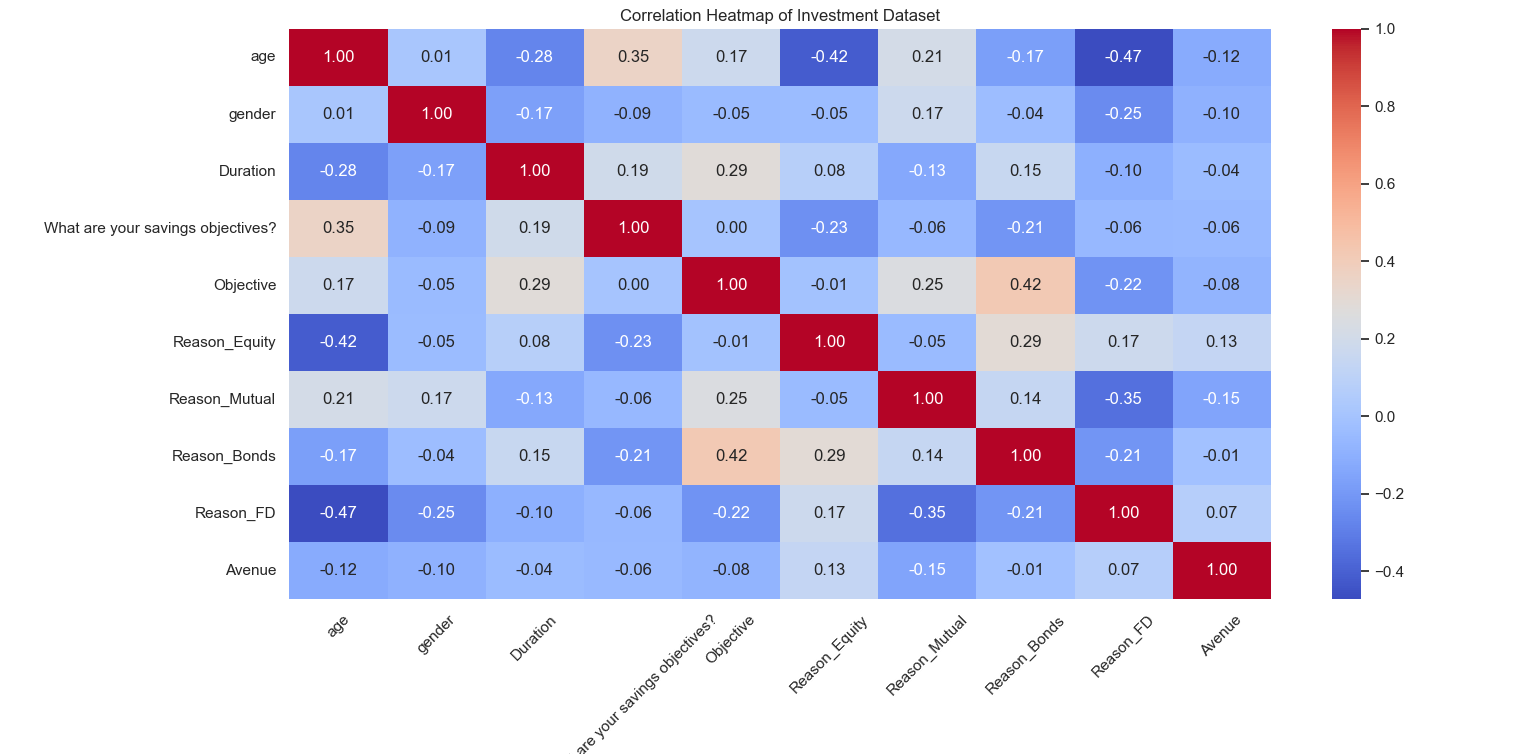 Correlation Heatmap of Investment Dataset
age 1.00 0.01 -0.28 0.35 0.17 -0.42 0.21 -0.17 -0.47 -0.12
gender 0.01 1.00 -0.17 -0.09 -0.05 -0.05 0.17 -0.04 -0.25 -0.10
Duration -0.28 -0.17 1.00 0.19 0.29 0.08 -0.13 0.15 -0.10 -0.04
What are your savings objectives? 0.35 -0.09 0.19 1.00 0.00 -0.23 -0.06 -0.21 -0.06 -0.06
Objective 0.17 -0.05 0.29 0.00 1.00 -0.01 0.25 0.42 -0.22 -0.08
Reason_Equity -0.42 -0.05 0.08 -0.23 -0.01 1.00 -0.05 0.29 0.17 0.13
Reason_Mutual 0.21 0.17 -0.13 -0.06 0.25 -0.05 1.00 0.14 -0.35 -0.15
Reason_Bonds -0.17 -0.04 0.15 -0.21 0.42 0.29 0.14 1.00 -0.21 -0.01
Reason_FD -0.47 -0.25 -0.10 -0.06 -0.22 0.17 -0.35 -0.21 1.00 0.07
Avenue -0.12 -0.10 -0.04 -0.06 -0.08 0.13 -0.15 -0.01 0.07 1.00
age
gender
Duration
are your savings objectives?
Objective
Reason_Equity
Reason_Mutual
Reason_Bonds
Reason_FD
Avenue
1.0
0.8
0.6
0.4
0.2
0.0
−0.2
−0.4